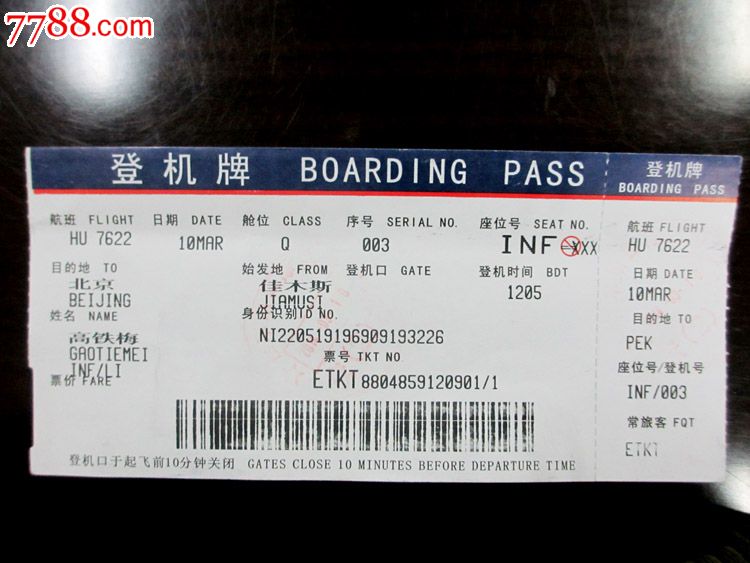 7788.com
登机牌 BOARDING PASS
登机牌
BOARDING PASS
航班 FLIGHT 日期 DATE 舱位 CLASS 序号 SERIAL NO. 座位号 SEAT NO.
HU 7622 10MAR Q 003 INF XXX
目的地 TO 始发地 FROM 登机口 GATE 登机时间 BDT
北京 佳木斯
BEIJING JIAMUSI 1205
姓名 NAME 身份识别ID NO.
高铁梅 NI220519196909193226
GAOTIEMEI 票号 TKT NO
INF/LI ETKT8804859120901/1
票价 FARE
登机口于起飞前10分钟关闭 GATES CLOSE 10 MINUTES BEFORE DEPARTURE TIME
航班 FLIGHT
HU 7622
日期 DATE
10MAR
目的地 TO
PEK
座位号/登机号
INF/003
常旅客 FQT
ETKT